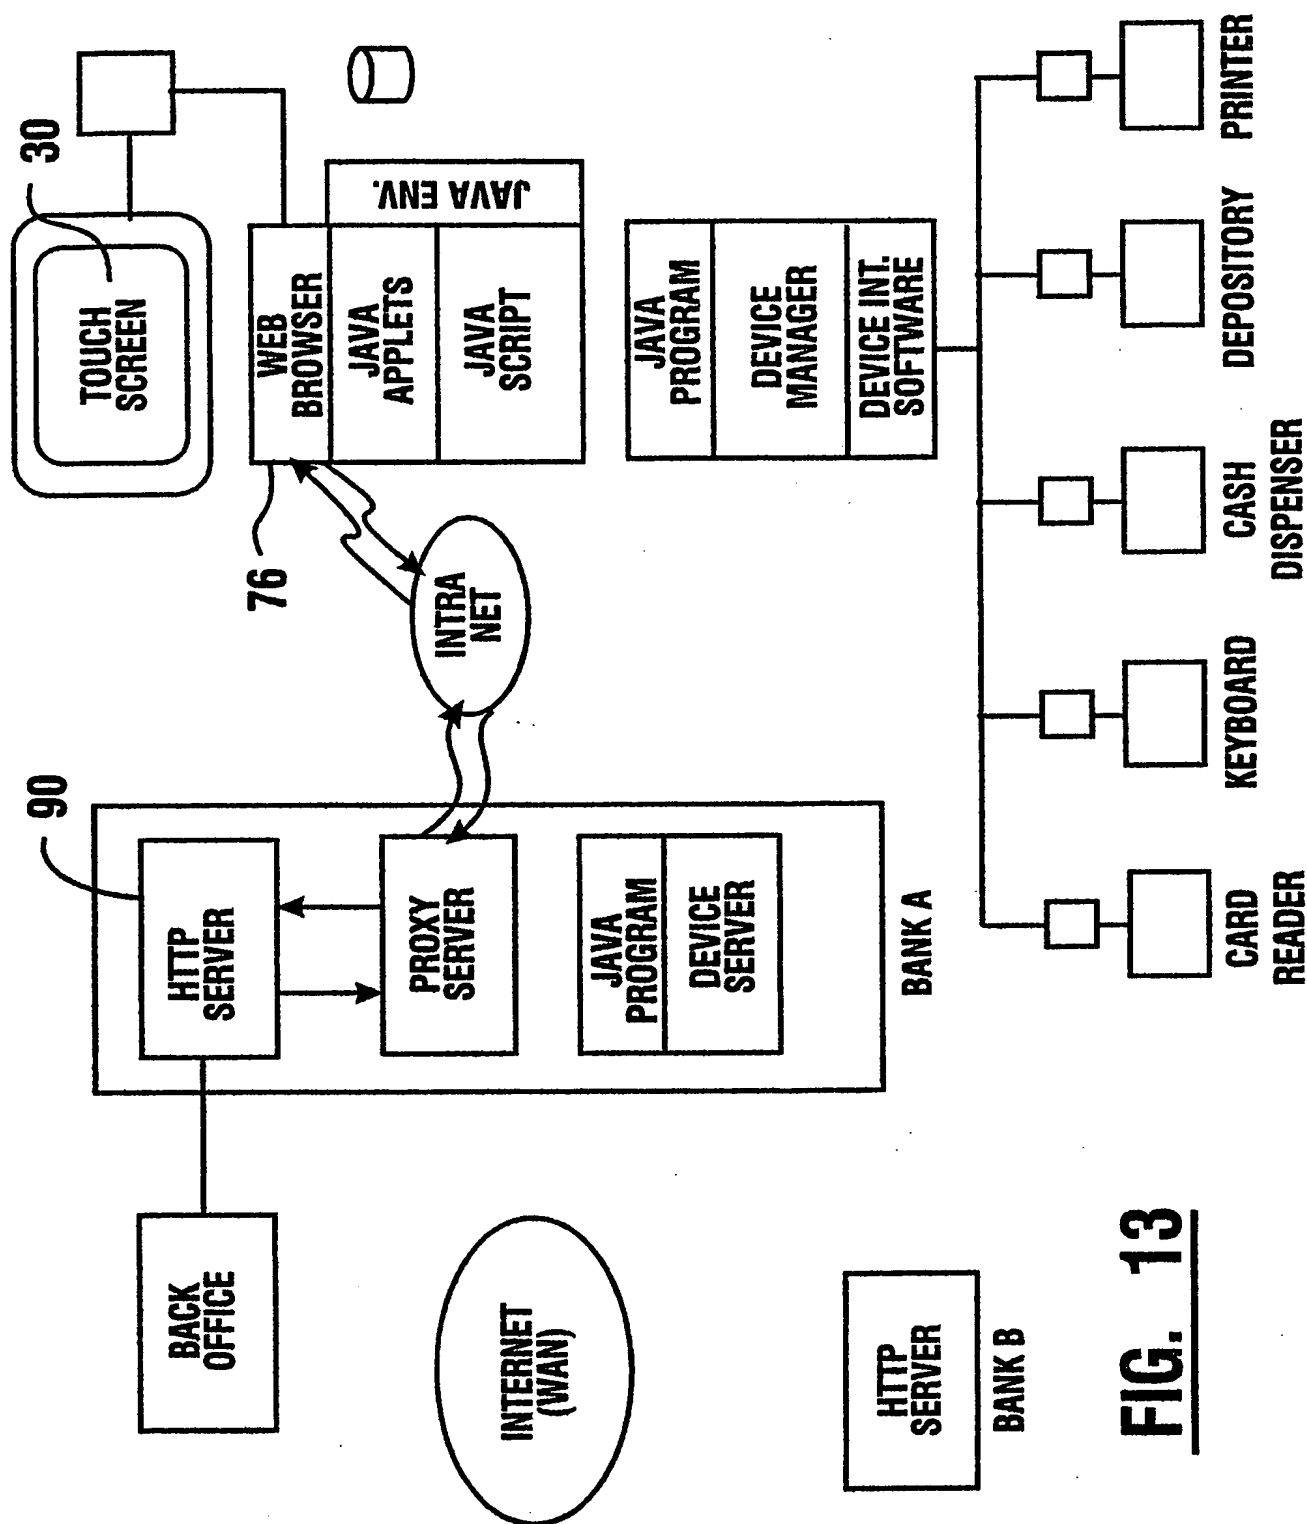 30
TOUCH
SCREEN
WEB
BROWSER
JAVA
APPLETS
JAVA
SCRIPT
JAVA ENV.
76
INTRA
NET
90
HTTP
SERVER
PROXY
SERVER
JAVA
PROGRAM
DEVICE
SERVER
BANK A
BACK
OFFICE
INTERNET
(WAN)
HTTP
SERVER
BANK B
JAVA
PROGRAM
DEVICE
MANAGER
DEVICE INT.
SOFTWARE
CARD
READER
KEYBOARD
CASH
DISPENSER
DEPOSITORY
PRINTER
FIG. 13